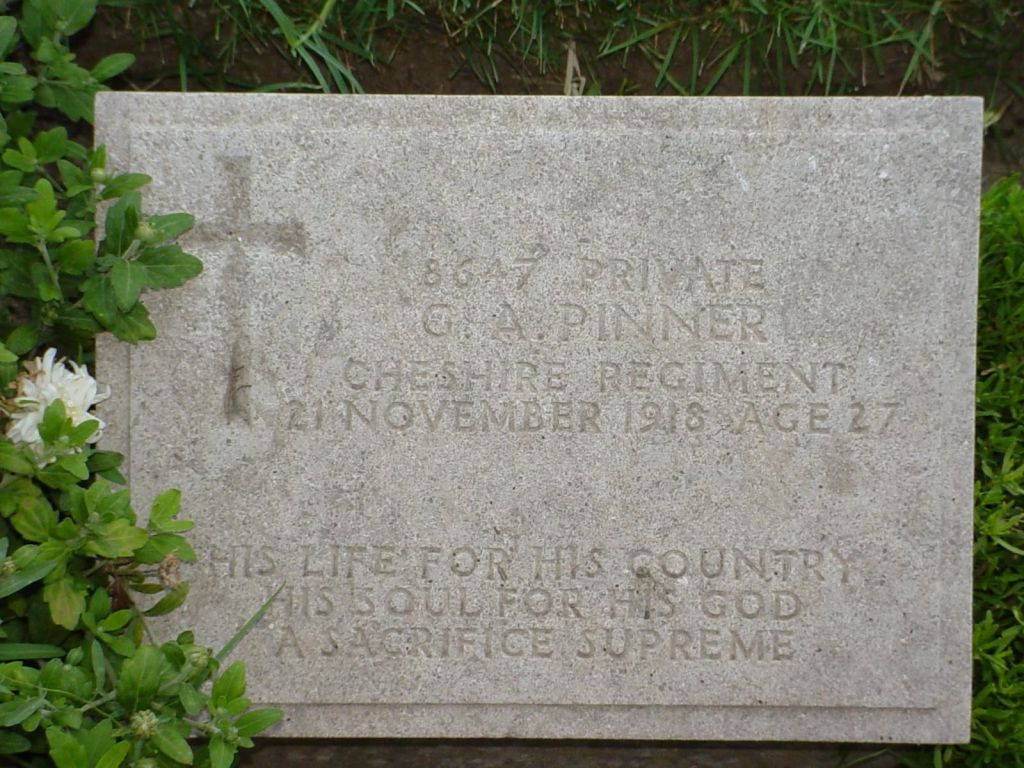 8647 PRIVATE
G. A. PINNER
CHESHIRE REGIMENT
21 NOVEMBER 1918 AGE 27
HIS LIFE FOR HIS COUNTRY
HIS SOUL FOR HIS GOD
A SACRIFICE SUPREME